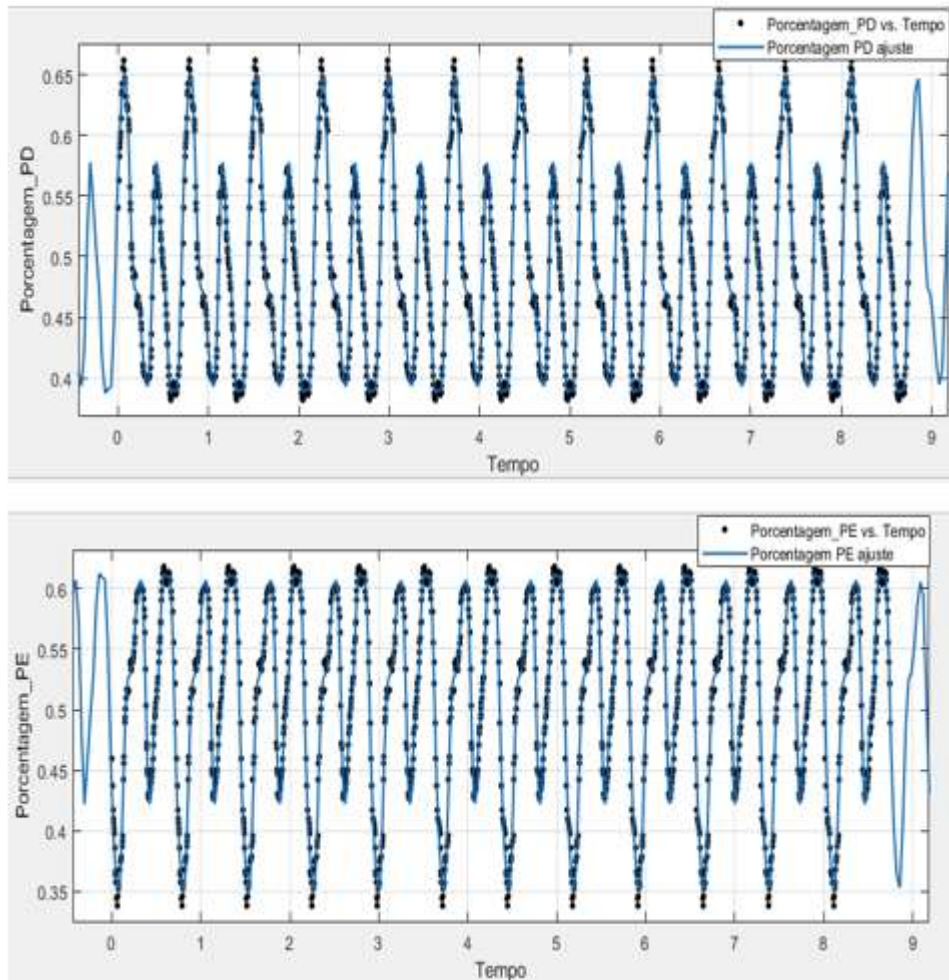 Porcentagem_PD vs. Tempo
Porcentagem PD ajuste
Porcentagem_PD
0.65
0.6
0.55
0.5
0.45
0.4
0 1 2 3 4 5 6 7 8 9
Tempo
Porcentagem_PE vs. Tempo
Porcentagem PE ajuste
Porcentagem_PE
0.6
0.55
0.5
0.45
0.4
0.35
0 1 2 3 4 5 6 7 8 9
Tempo